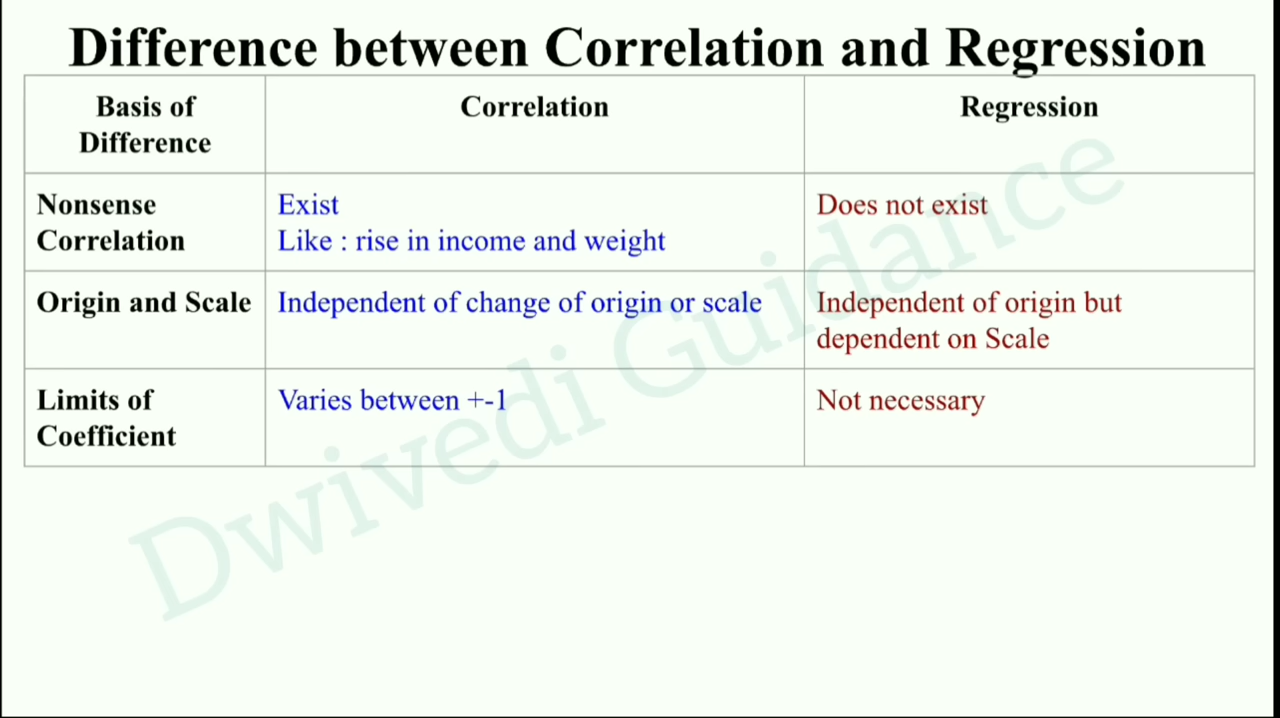 Difference between Correlation and Regression
Basis of
Difference
Correlation
Regression
Nonsense
Correlation
Exist
Like : rise in income and weight
Does not exist
Origin and Scale
Independent of change of origin or scale
Independent of origin but
dependent on Scale
Limits of
Coefficient
Varies between +-1
Not necessary
Dwivedi Guidance